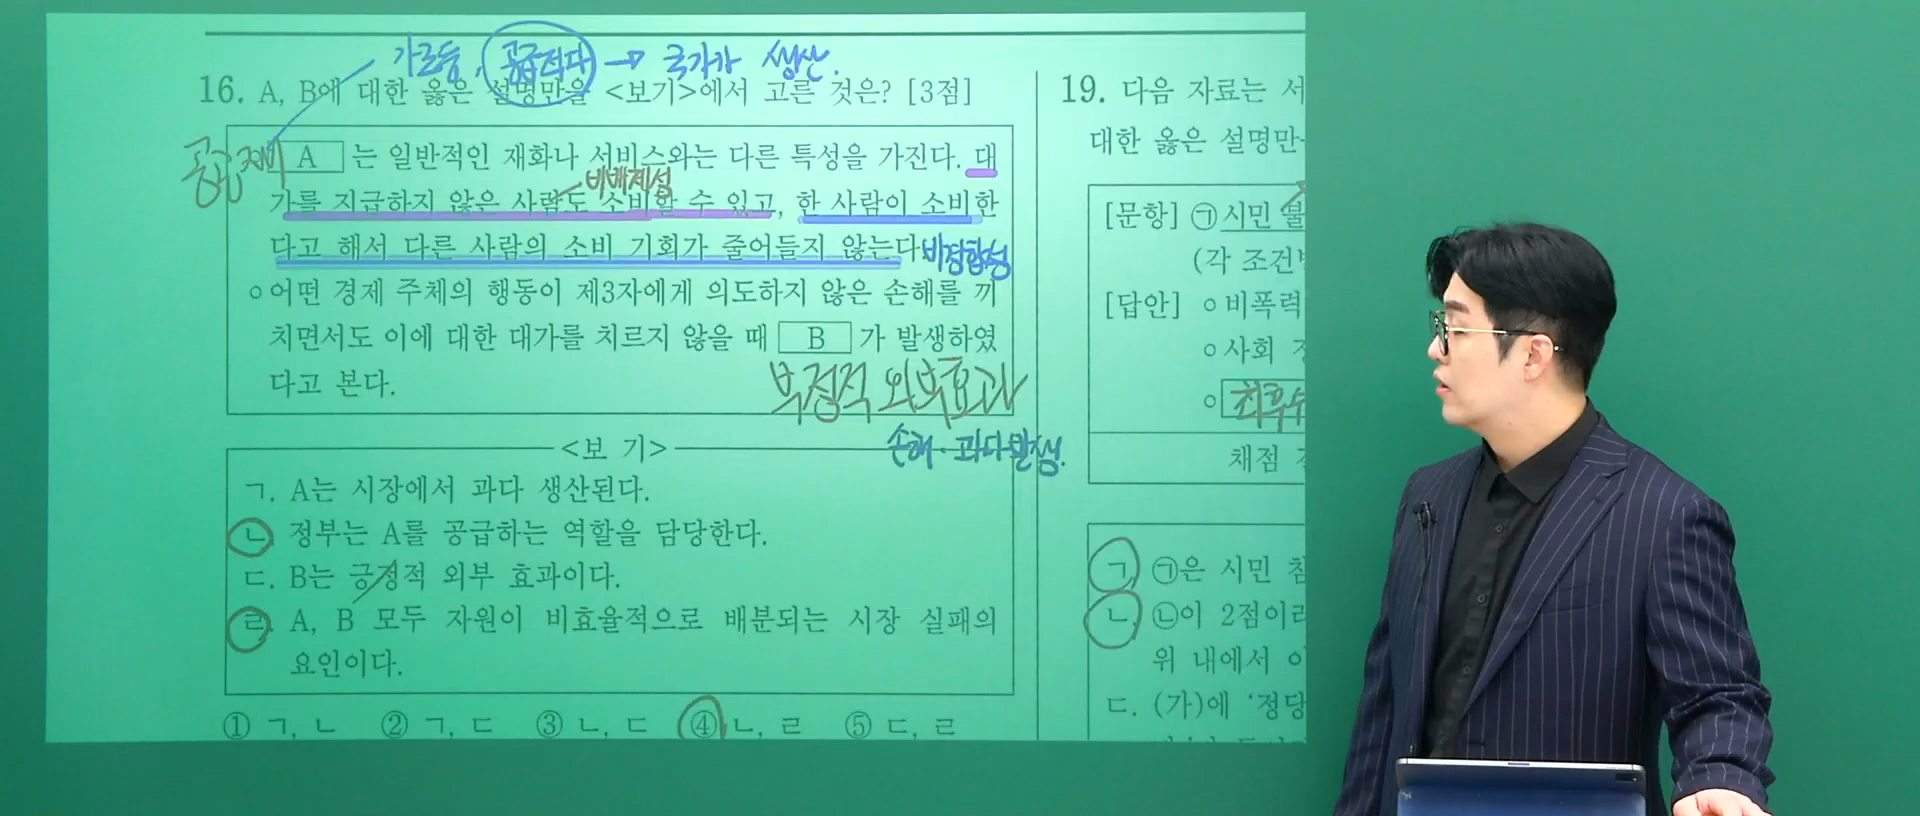 가로등, 공급적다 → 국가가 생산.
16. A, B에 대한 옳은 설명만을 <보기>에서 고른 것은? [3점]
공공재
A 는 일반적인 재화나 서비스와는 다른 특성을 가진다. 대
비배제성
가를 지급하지 않은 사람도 소비할 수 있고, 한 사람이 소비한
다고 해서 다른 사람의 소비 기회가 줄어들지 않는다
비경합성
○ 어떤 경제 주체의 행동이 제3자에게 의도하지 않은 손해를 끼
치면서도 이에 대한 대가를 치르지 않을 때 B 가 발생하였
다고 본다.
부정적 외부효과
손해·과다발생.
<보 기>
ㄱ. A는 시장에서 과다 생산된다.
ㄴ. 정부는 A를 공급하는 역할을 담당한다.
ㄷ. B는 긍정적 외부 효과이다.
ㄹ. A, B 모두 자원이 비효율적으로 배분되는 시장 실패의
요인이다.
① ㄱ, ㄴ ② ㄱ, ㄷ ③ ㄴ, ㄷ ④ ㄴ, ㄹ ⑤ ㄷ, ㄹ
19. 다음 자료는 서
대한 옳은 설명만
[문항] ㉠시민 불
(각 조건
[답안] ○ 비폭력
○ 사회
○ 최후수
채점
ㄱ. ㉠은 시민
ㄴ. ㉡이 2점이라
위 내에서
ㄷ. (가)에 '정당